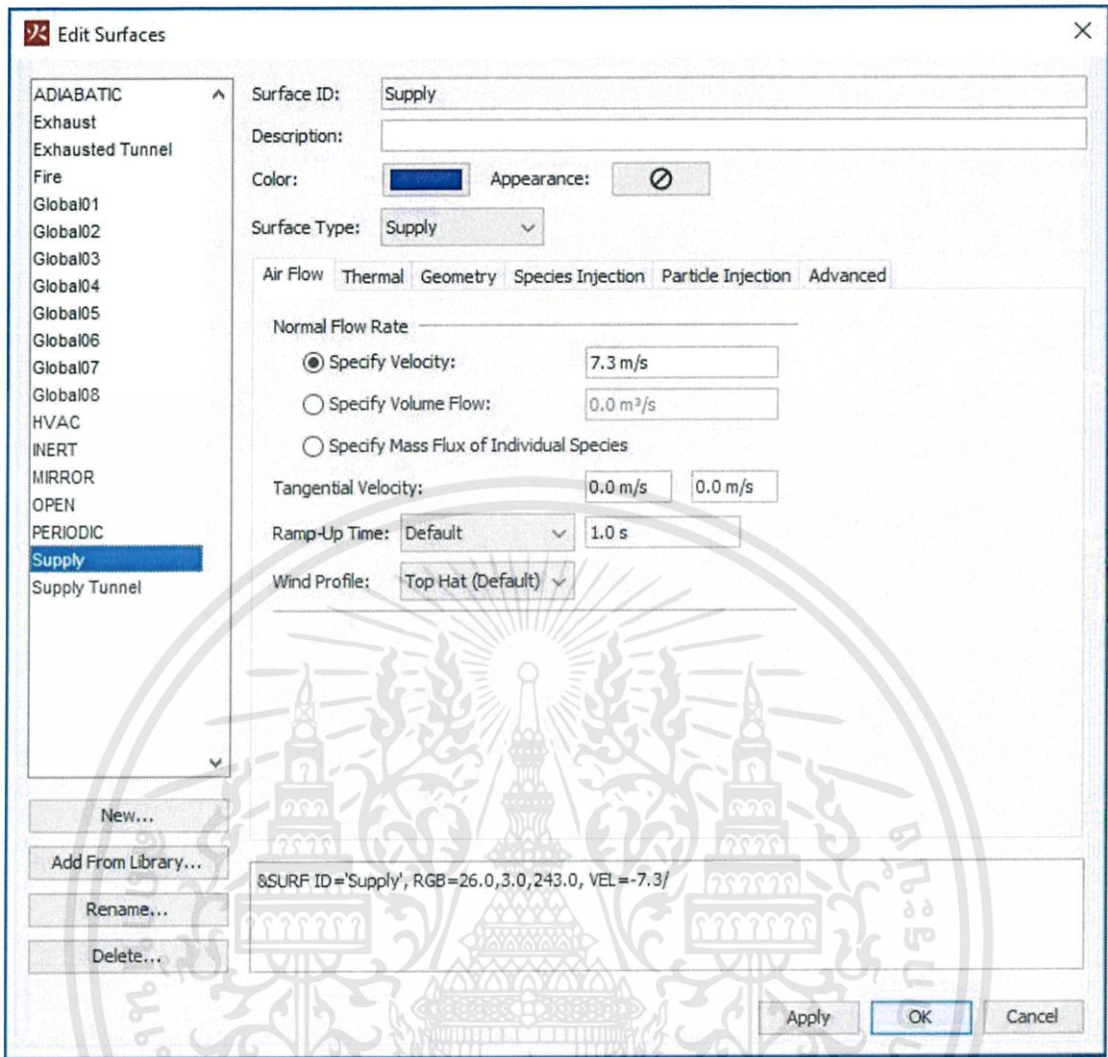 Edit Surfaces
ADIABATIC
Exhaust
Exhausted Tunnel
Fire
Global01
Global02
Global03
Global04
Global05
Global06
Global07
Global08
HVAC
INERT
MIRROR
OPEN
PERIODIC
Supply
Supply Tunnel
New...
Add From Library...
Rename...
Delete...
Surface ID: Supply
Description:
Color: Appearance:
Surface Type: Supply
Air Flow Thermal Geometry Species Injection Particle Injection Advanced
Normal Flow Rate
Specify Velocity: 7.3 m/s
Specify Volume Flow: 0.0 m³/s
Specify Mass Flux of Individual Species
Tangential Velocity: 0.0 m/s 0.0 m/s
Ramp-Up Time: Default 1.0 s
Wind Profile: Top Hat (Default)
&SURF ID='Supply', RGB=26.0,3.0,243.0, VEL=-7.3/
Apply OK Cancel